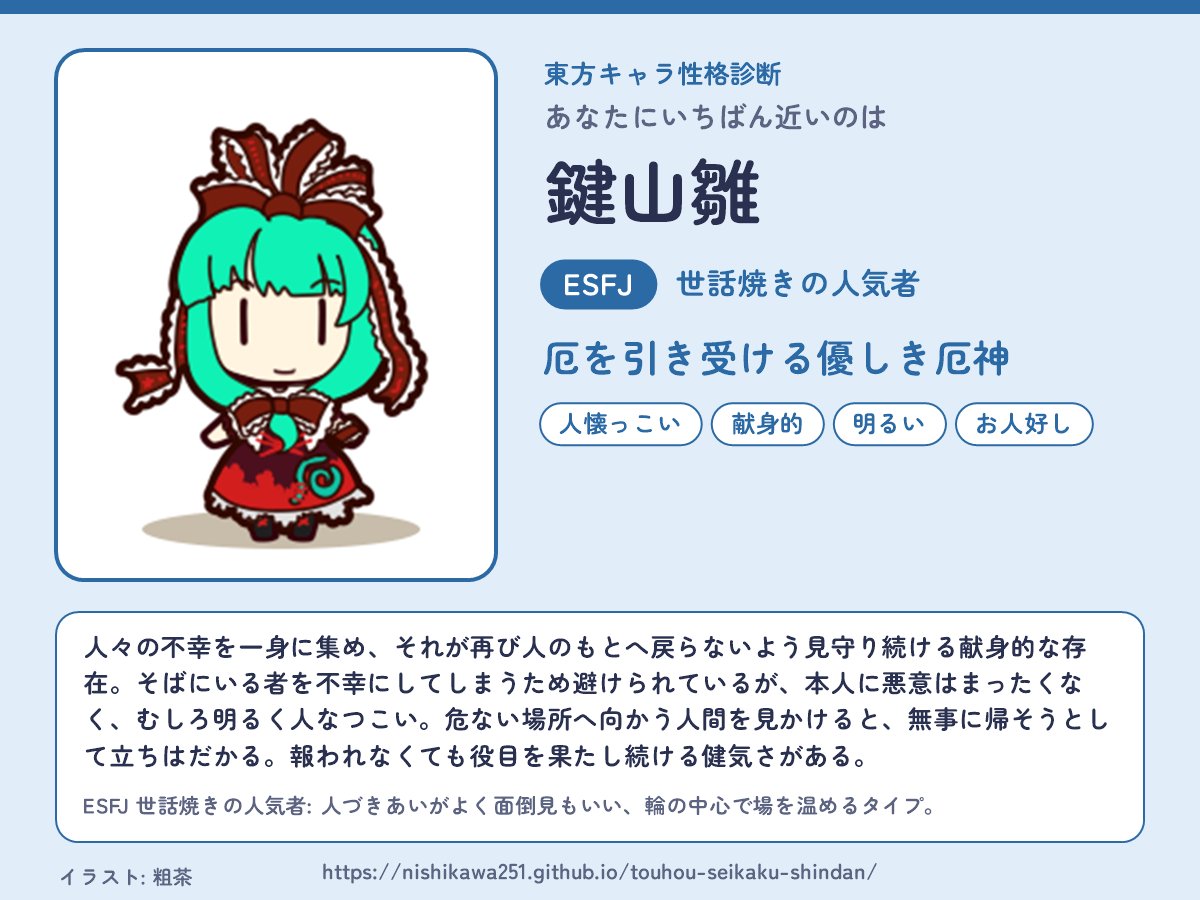 東方キャラ性格診断
あなたにいちばん近いのは
鍵山雛
ESFJ 世話焼きの人気者
厄を引き受ける優しき厄神
人懐っこい 献身的 明るい お人好し
人々の不幸を一身に集め、それが再び人のもとへ戻らないよう見守り続ける献身的な存
在。そばにいる者を不幸にしてしまうため避けられているが、本人に悪意はまったくな
く、むしろ明るく人なつこい。危ない場所へ向かう人間を見かけると、無事に帰そうとし
て立ちはだかる。報われなくても役目を果たし続ける健気さがある。
ESFJ 世話焼きの人気者: 人づきあいがよく面倒見もいい、輪の中心で場を温めるタイプ。
イラスト: 粗茶 https://nishikawa251.github.io/touhou-seikaku-shindan/